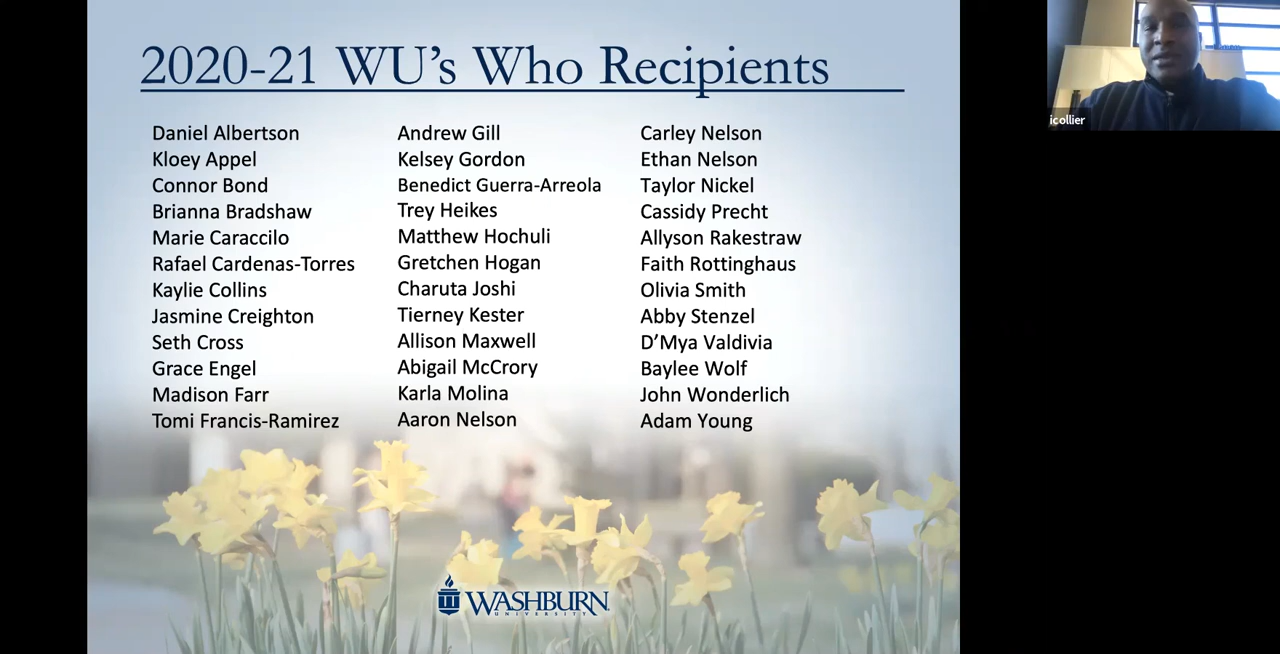 2020-21 WU's Who Recipients
Daniel Albertson
Kloey Appel
Connor Bond
Brianna Bradshaw
Marie Caraccilo
Rafael Cardenas-Torres
Kaylie Collins
Jasmine Creighton
Seth Cross
Grace Engel
Madison Farr
Tomi Francis-Ramirez
Andrew Gill
Kelsey Gordon
Benedict Guerra-Arreola
Trey Heikes
Matthew Hochuli
Gretchen Hogan
Charuta Joshi
Tierney Kester
Allison Maxwell
Abigail McCrory
Karla Molina
Aaron Nelson
Carley Nelson
Ethan Nelson
Taylor Nickel
Cassidy Precht
Allyson Rakestraw
Faith Rottinghaus
Olivia Smith
Abby Stenzel
D'Mya Valdivia
Baylee Wolf
John Wonderlich
Adam Young
WASHBURN
UNIVERSITY
icollier